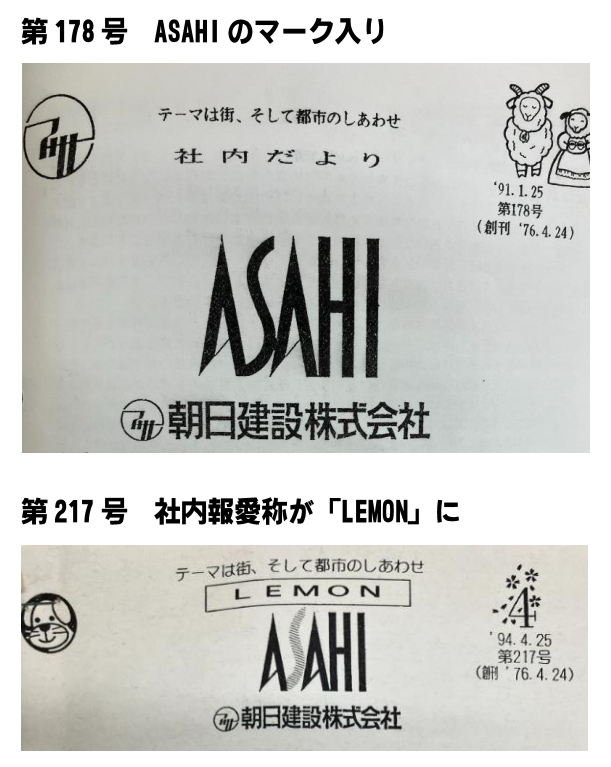 第178号　ASAHIのマーク入り
テーマは街、そして都市のしあわせ
社内だより
'91.1.25
第178号
(創刊 '76.4.24)
ASAHI
朝日建設株式会社
第217号　社内報愛称が「LEMON」に
テーマは街、そして都市のしあわせ
LEMON
4
'94.4.25
第217号
(創刊 '76.4.24)
ASAHI
朝日建設株式会社